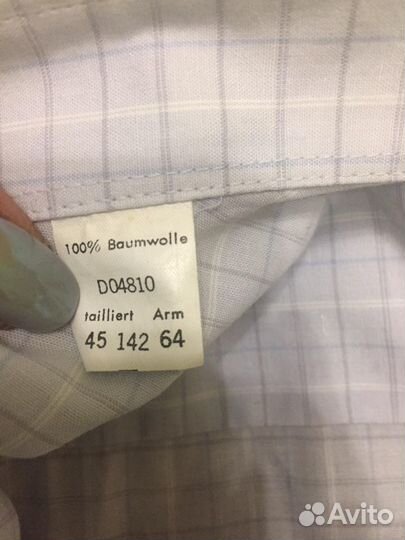 100% Baumwolle
D04810
tailliert Arm
45 142 64
Avito